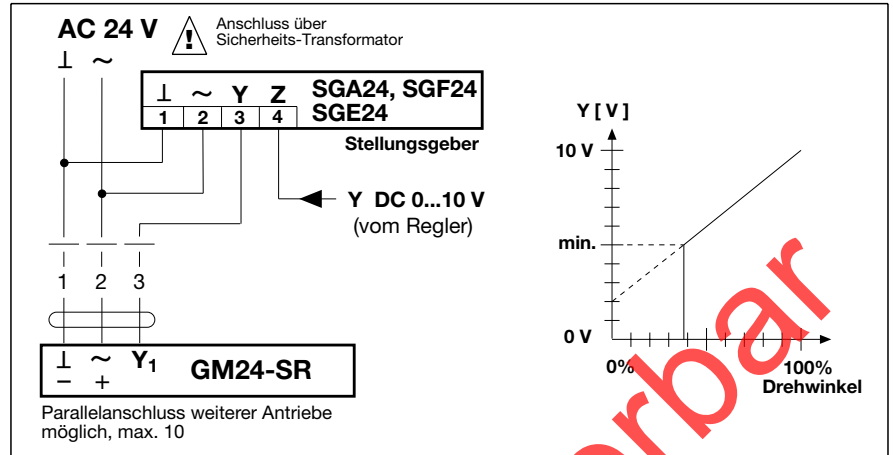 AC 24 V
Anschluss über
Sicherheits-Transformator
!
⊥ ~
⊥ ~ Y Z
SGA24, SGF24
1 2 3 4
SGE24
Stellungsgeber
Y DC 0...10 V
(vom Regler)
1 2 3
⊥ ~ Y₁
– +
GM24-SR
Parallelanschluss weiterer Antriebe
möglich, max. 10
Y [ V ]
10 V
min.
0 V
0% 100%
Drehwinkel
rbar